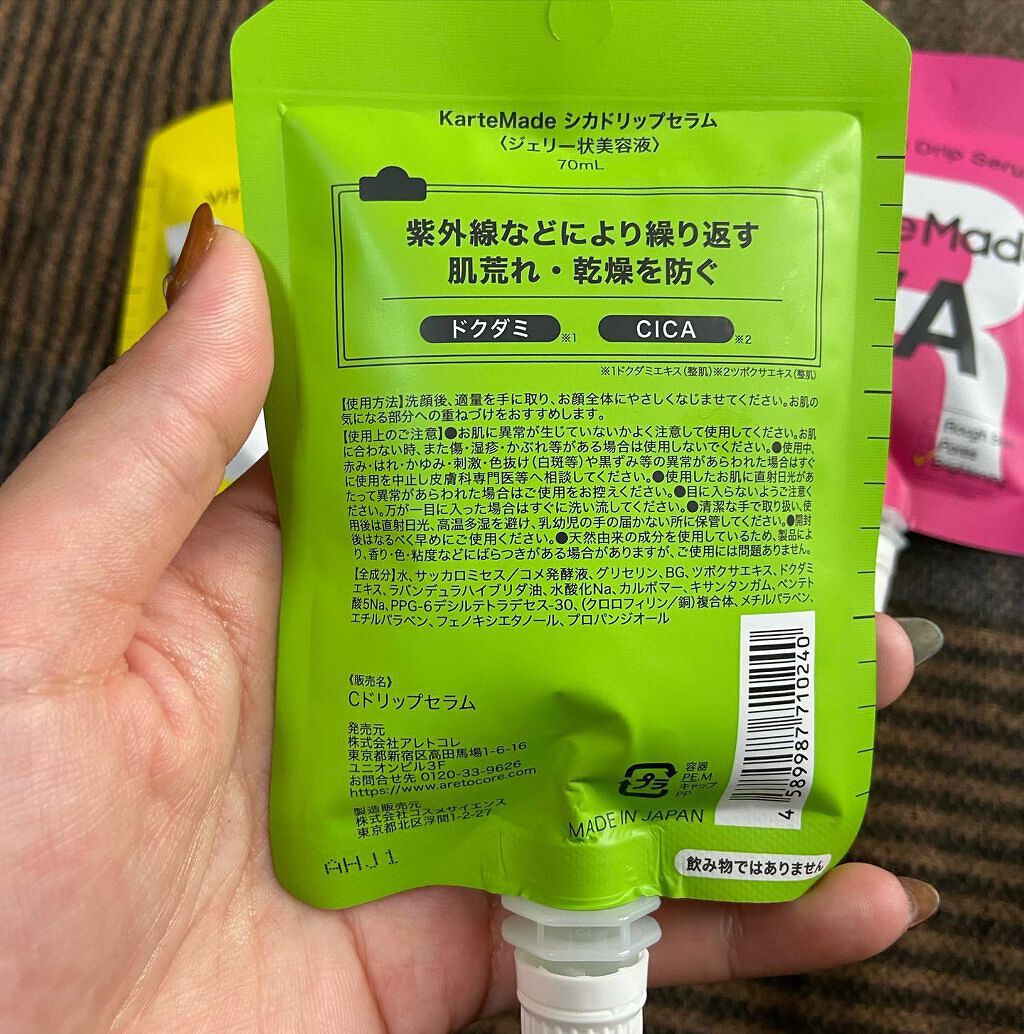 KarteMade シカドリップセラム
〈ジェリー状美容液〉
70mL
紫外線などにより繰り返す
肌荒れ・乾燥を防ぐ
ドクダミ ※1 CICA ※2
※1ドクダミエキス(整肌)※2ツボクサエキス(整肌)
【使用方法】洗顔後、適量を手に取り、お顔全体にやさしくなじませてください。お肌の
気になる部分への重ねづけをおすすめします。
【使用上のご注意】●お肌に異常が生じていないかよく注意して使用してください。お肌
に合わない時、また傷・湿疹・かぶれ等がある場合は使用しないでください。●使用中、
赤み・はれ・かゆみ・刺激・色抜け(白斑等)や黒ずみ等の異常があらわれた場合はすぐ
に使用を中止し皮膚科専門医等へ相談してください。●使用したお肌に直射日光があ
たって異常があらわれた場合はご使用をお控えください。●目に入らないようご注意く
ださい。万が一目に入った場合はすぐに洗い流してください。●清潔な手で取り扱い、使
用後は直射日光、高温多湿を避け、乳幼児の手の届かない所に保管してください。●開封
後はなるべく早めにご使用ください。●天然由来の成分を使用しているため、製品によ
り、香り・色・粘度などにばらつきがある場合がありますが、ご使用には問題ありません。
【全成分】水、サッカロミセス/コメ発酵液、グリセリン、BG、ツボクサエキス、ドクダミ
エキス、ラバンデュラハイブリダ油、水酸化Na、カルボマー、キサンタンガム、ペンテト
酸5Na、PPG-6デシルテトラデセス-30、(クロロフィリン/銅)複合体、メチルパラベン、
エチルパラベン、フェノキシエタノール、プロパンジオール
《販売名》
Cドリップセラム
発売元
株式会社アレトコレ
東京都新宿区高田馬場1-6-16
ユニオンビル3F
お問合せ先 0120-33-9626
https://www.aretocore.com
製造販売元
株式会社コスメサイエンス
東京都北区浮間1-2-27
AHJ1
プラ
容器
PE,M
キャップ
PP
MADE IN JAPAN
4 589987 710240
飲み物ではありません
VIT
Drip Seru
eMade
A
Rough S
Pores